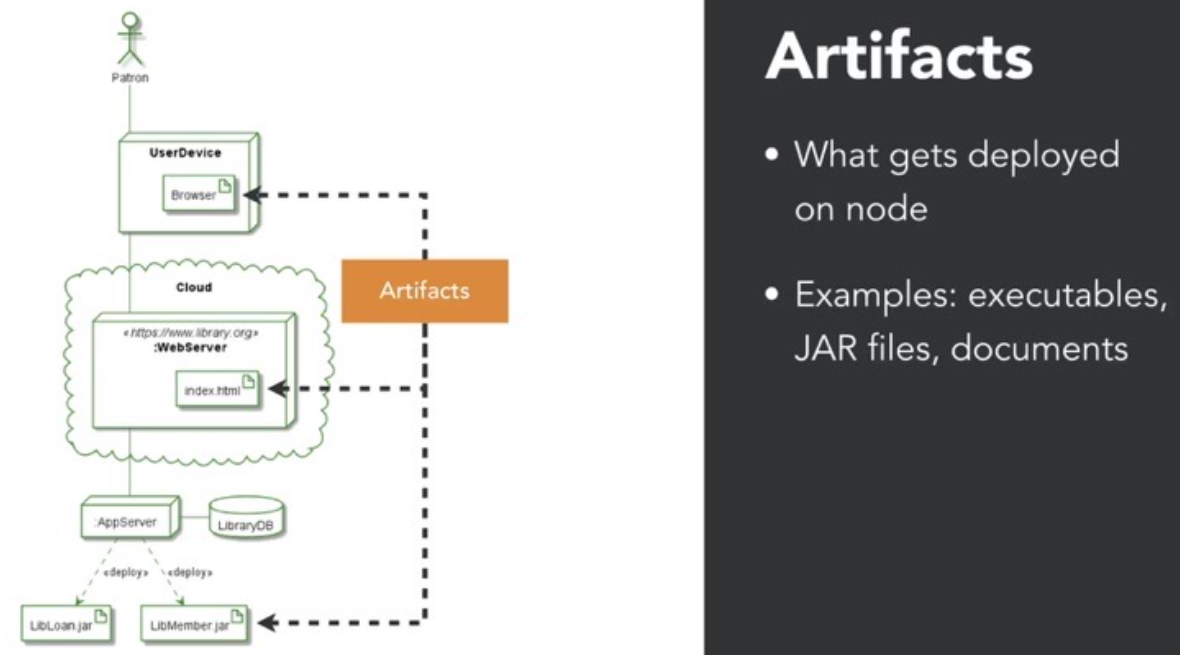 Patron
UserDevice
Browser
Cloud
«https://www.library.org»
:WebServer
index.html
:AppServer
LibraryDB
«deploy» «deploy»
LibLoan.jar
LibMember.jar
Artifacts
Artifacts
• What gets deployed
on node
• Examples: executables,
JAR files, documents